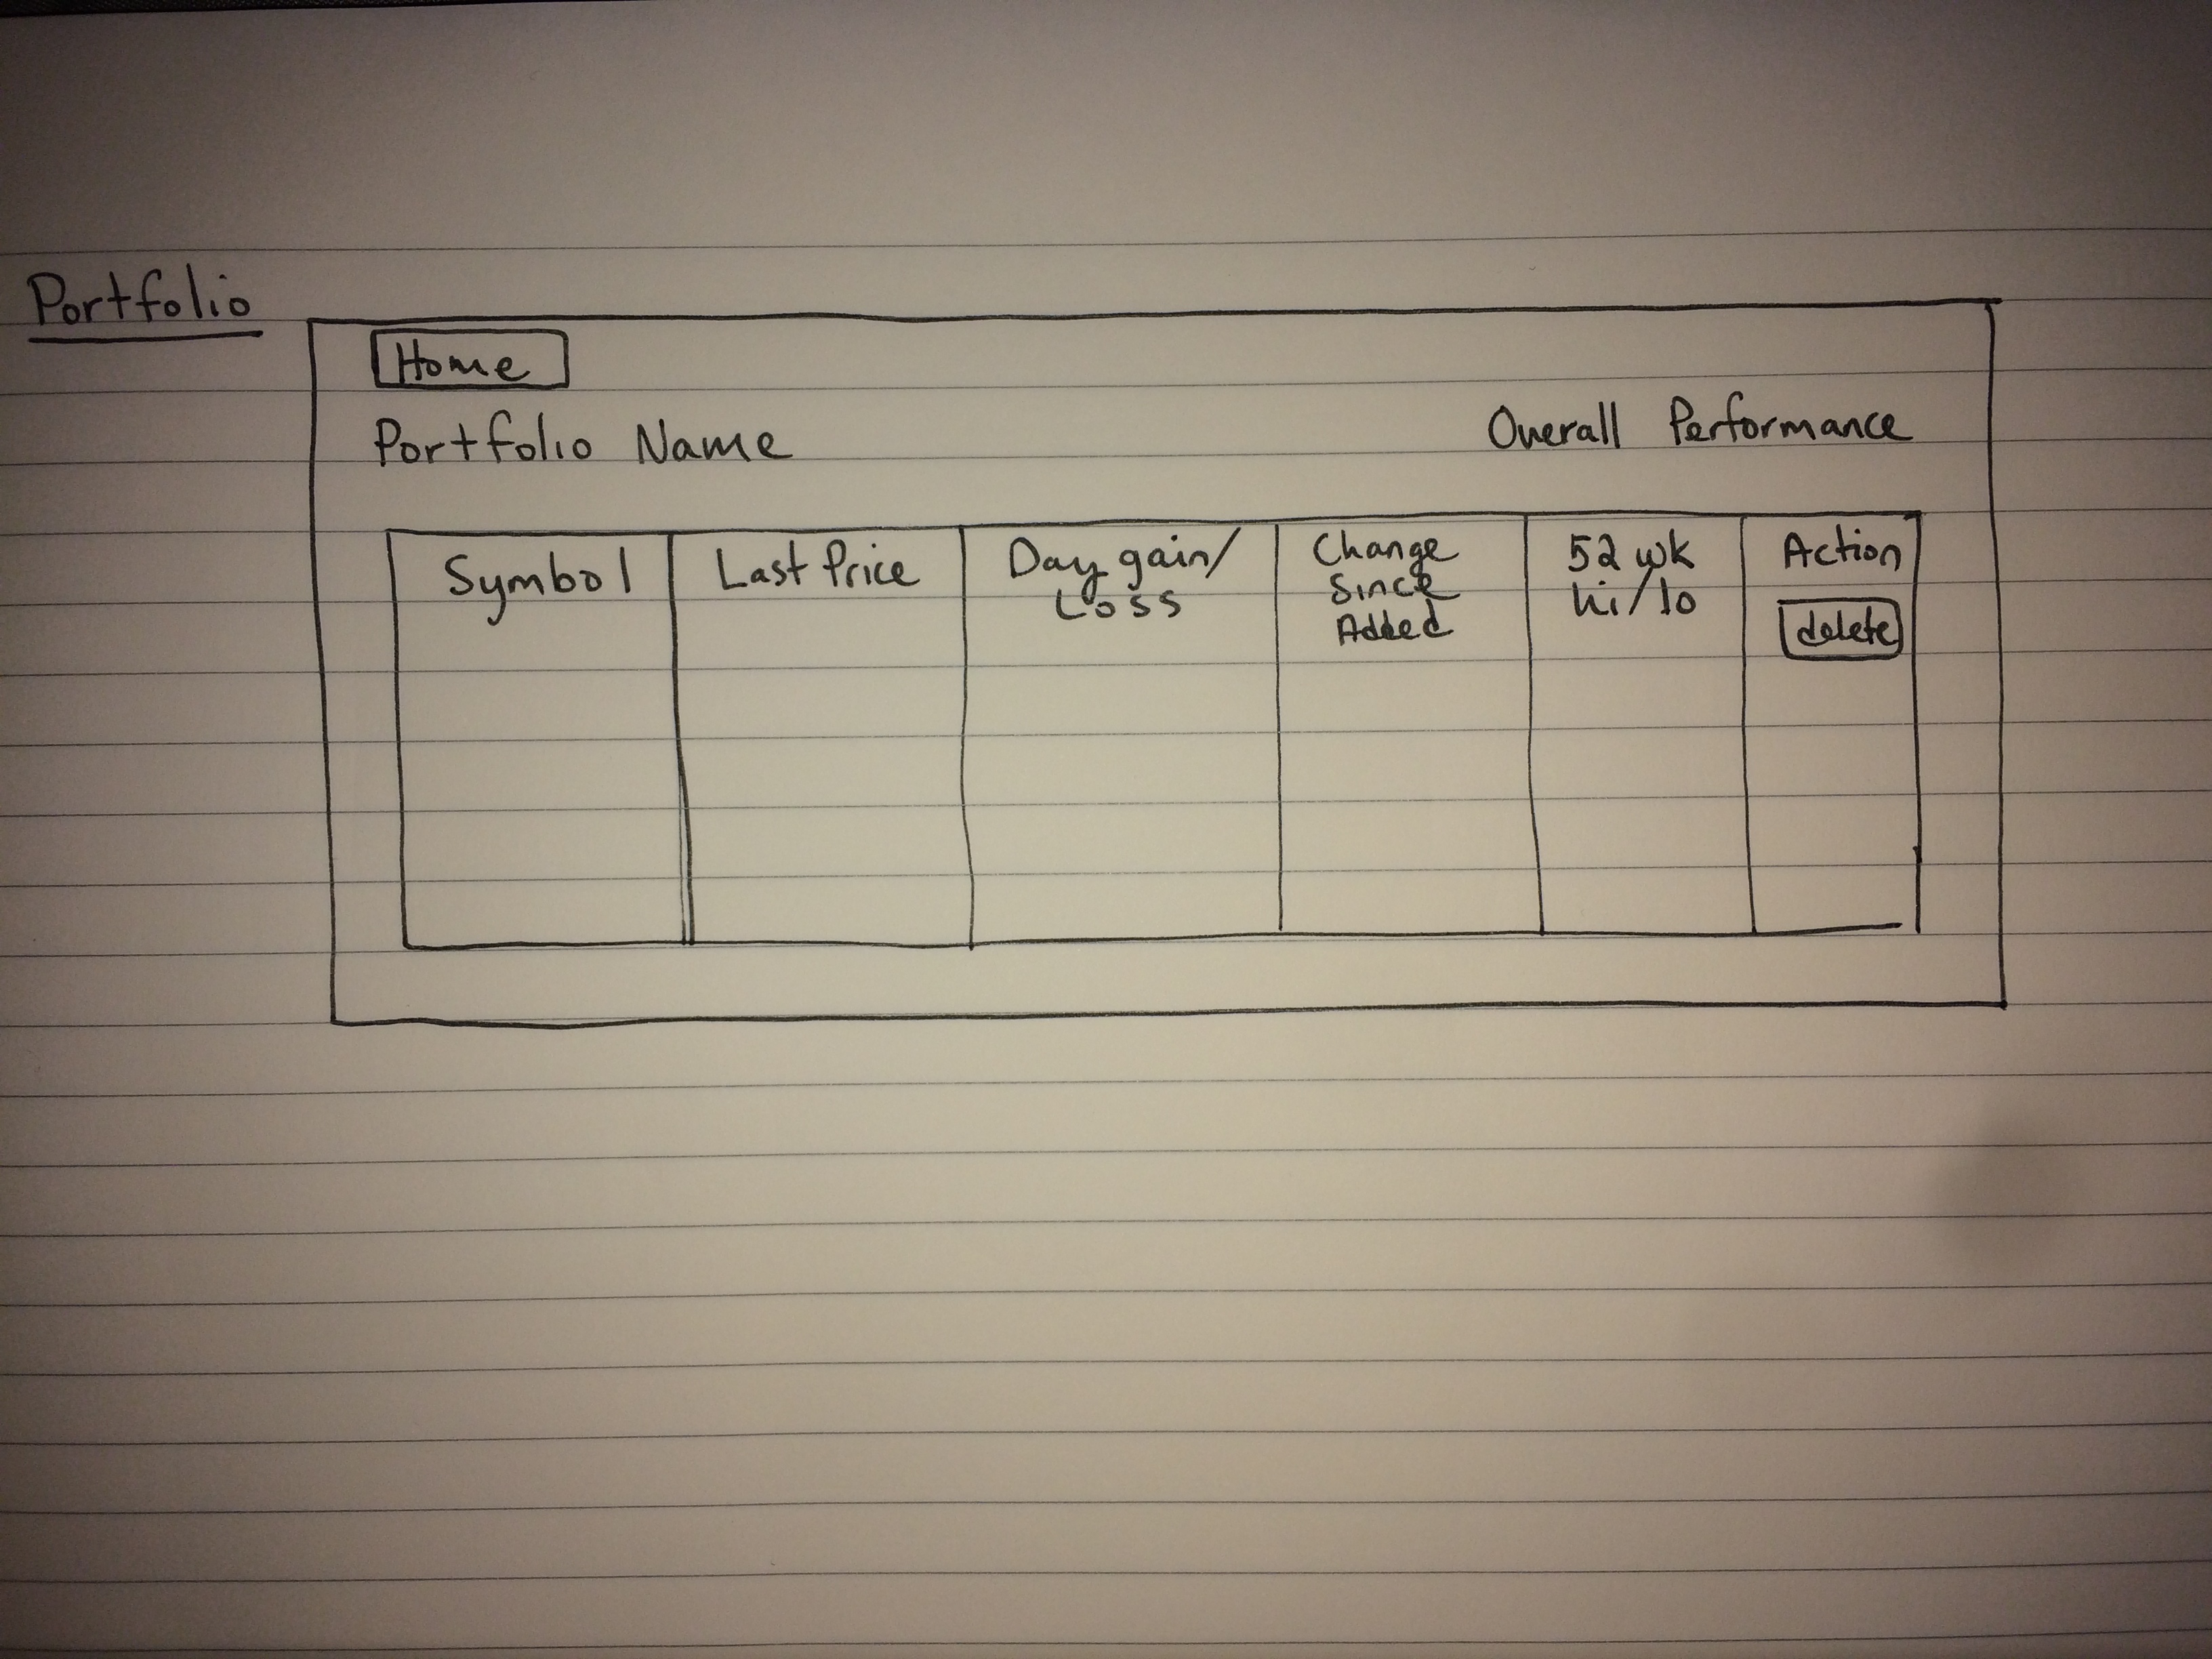 Portfolio
Home
Portfolio Name
Overall Performance
Symbol
Last Price
Day gain/
Loss
Change
Since
Added
52 wk
hi/lo
Action
delete